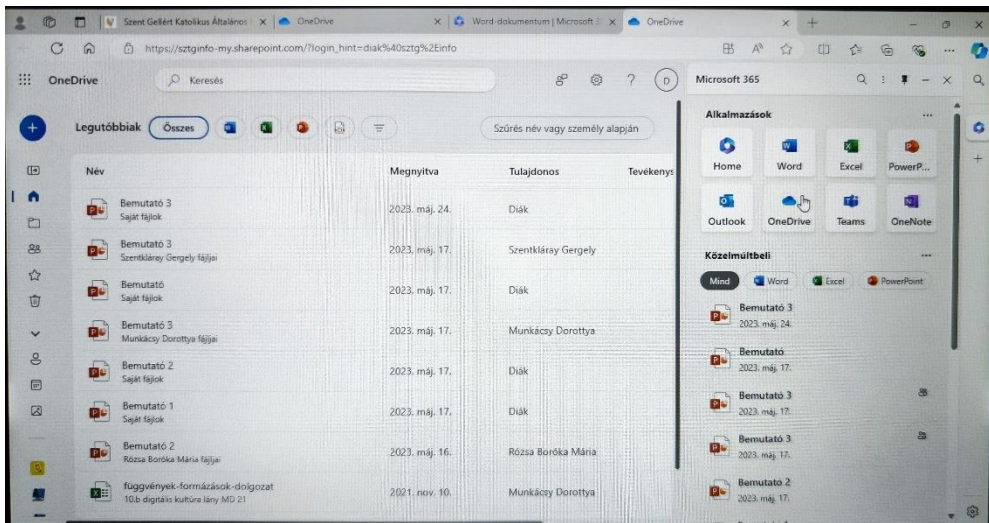 Szent Gellért Katolikus Általános
OneDrive
Word-dokumentum | Microsoft
OneDrive
https://sztginfo-my.sharepoint.com/?login_hint=diak%40sztg%2Einfo
OneDrive
Keresés
D
Microsoft 365
Legutóbbiak
Összes
Szűrés név vagy személy alapján
Név
Megnyitva
Tulajdonos
Tevékenys
Bemutató 3
Saját fájlok
2023. máj. 24.
Diák
Bemutató 3
Szentkláray Gergely fájljai
2023. máj. 17.
Szentkláray Gergely
Bemutató
Saját fájlok
2023. máj. 17.
Diák
Bemutató 3
Munkácsy Dorottya fájljai
2023. máj. 17.
Munkácsy Dorottya
Bemutató 2
Saját fájlok
2023. máj. 17.
Diák
Bemutató 1
Saját fájlok
2023. máj. 17.
Diák
Bemutató 2
Rózsa Boróka Mária fájljai
2023. máj. 16.
Rózsa Boróka Mária
függvények-formázások-dolgozat
10.b digitális kultúra lány MD 21
2021. nov. 10.
Munkácsy Dorottya
Alkalmazások
Home
Word
Excel
PowerP...
Outlook
OneDrive
Teams
OneNote
Közelmúltbeli
Mind
Word
Excel
PowerPoint
Bemutató 3
2023. máj. 24.
Bemutató
2023. máj. 17.
Bemutató 3
2023. máj. 17.
Bemutató 3
2023. máj. 17.
Bemutató 2
2023. máj. 17.